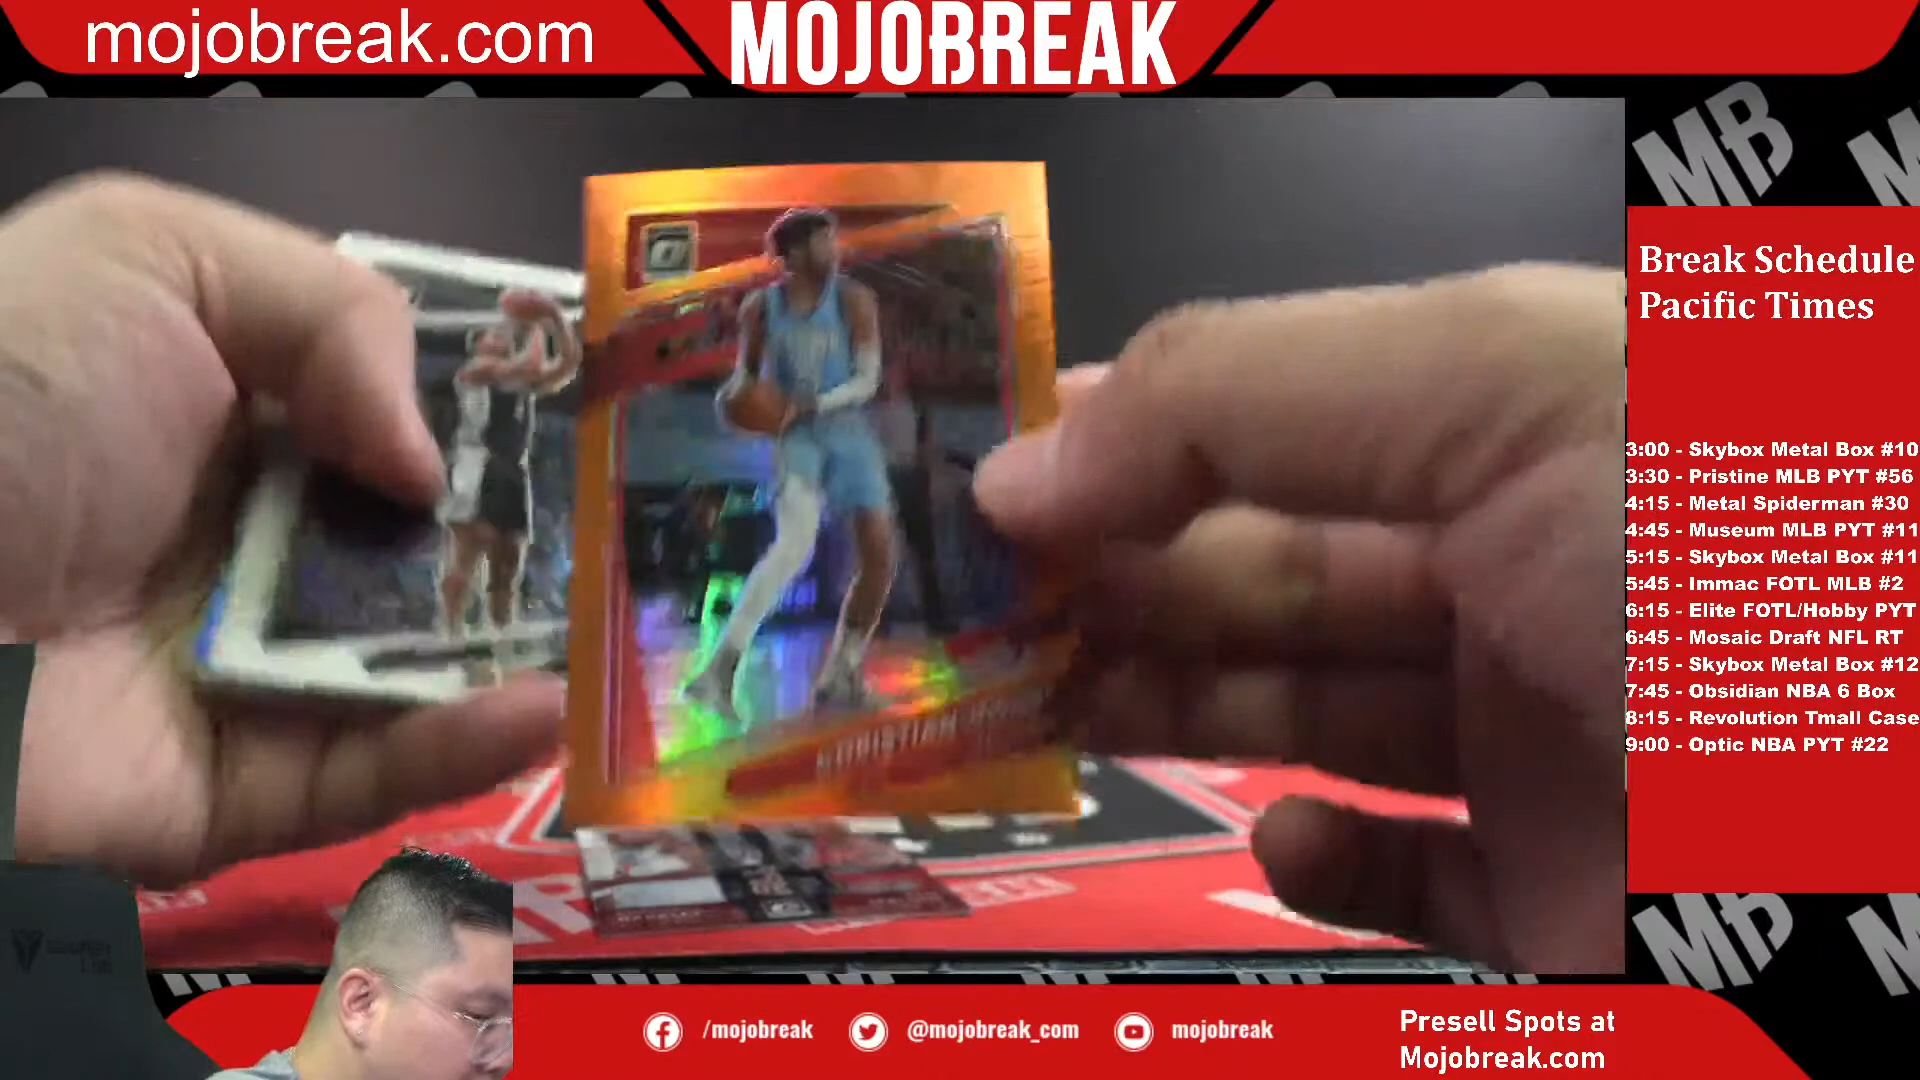 mojobreak.com
MOJOBREAK
MB
Break Schedule
Pacific Times
3:00 - Skybox Metal Box #10
3:30 - Pristine MLB PYT #56
4:15 - Metal Spiderman #30
4:45 - Museum MLB PYT #11
5:15 - Skybox Metal Box #11
5:45 - Immac FOTL MLB #2
6:15 - Elite FOTL/Hobby PYT
6:45 - Mosaic Draft NFL RT
7:15 - Skybox Metal Box #12
7:45 - Obsidian NBA 6 Box
8:15 - Revolution Tmall Case
9:00 - Optic NBA PYT #22
CHRISTIAN WOOD
MB
/mojobreak
@mojobreak_com
mojobreak
Presell Spots at
Mojobreak.com